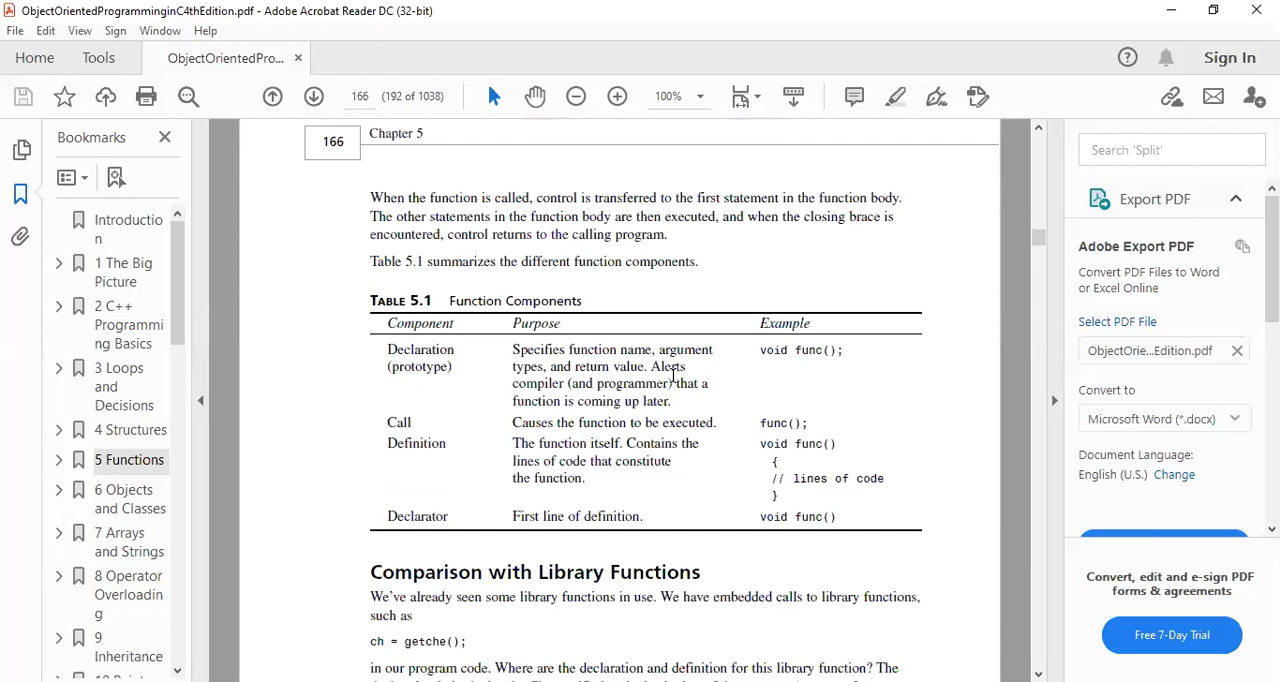 ObjectOrientedProgramminginC4thEdition.pdf - Adobe Acrobat Reader DC (32-bit)
File Edit View Sign Window Help
Home Tools ObjectOrientedPro... × Sign In
166 (192 of 1038) 100%
Bookmarks
Introductio
n
1 The Big
Picture
2 C++
Programmi
ng Basics
3 Loops
and
Decisions
4 Structures
5 Functions
6 Objects
and Classes
7 Arrays
and Strings
8 Operator
Overloadin
g
9
Inheritance
166 Chapter 5
When the function is called, control is transferred to the first statement in the function body.
The other statements in the function body are then executed, and when the closing brace is
encountered, control returns to the calling program.
Table 5.1 summarizes the different function components.
TABLE 5.1 Function Components
Component Purpose Example
Declaration Specifies function name, argument void func();
(prototype) types, and return value. Alerts
compiler (and programmer) that a
function is coming up later.
Call Causes the function to be executed. func();
Definition The function itself. Contains the void func()
lines of code that constitute {
the function. // lines of code
}
Declarator First line of definition. void func()
Comparison with Library Functions
We've already seen some library functions in use. We have embedded calls to library functions,
such as
ch = getche();
in our program code. Where are the declaration and definition for this library function? The
Search 'Split'
Export PDF
Adobe Export PDF
Convert PDF Files to Word
or Excel Online
Select PDF File
ObjectOrie...Edition.pdf
Convert to
Microsoft Word (*.docx)
Document Language:
English (U.S.) Change
Convert, edit and e-sign PDF
forms & agreements
Free 7-Day Trial